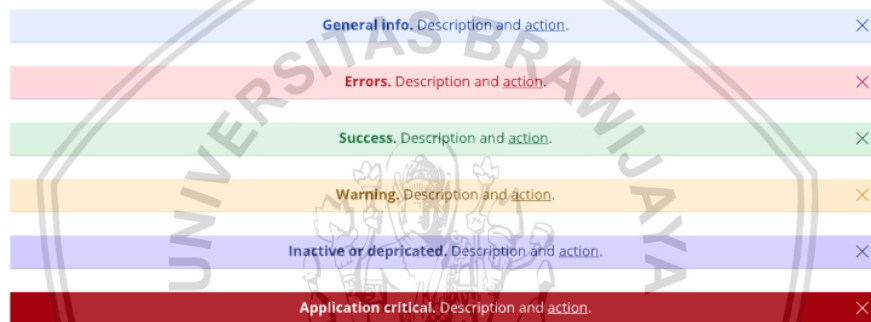 General info. Description and action.
Errors. Description and action.
Success. Description and action.
Warning. Description and action.
Inactive or depricated. Description and action.
Application critical. Description and action.
UNIVERSITAS BRAWIJAYA